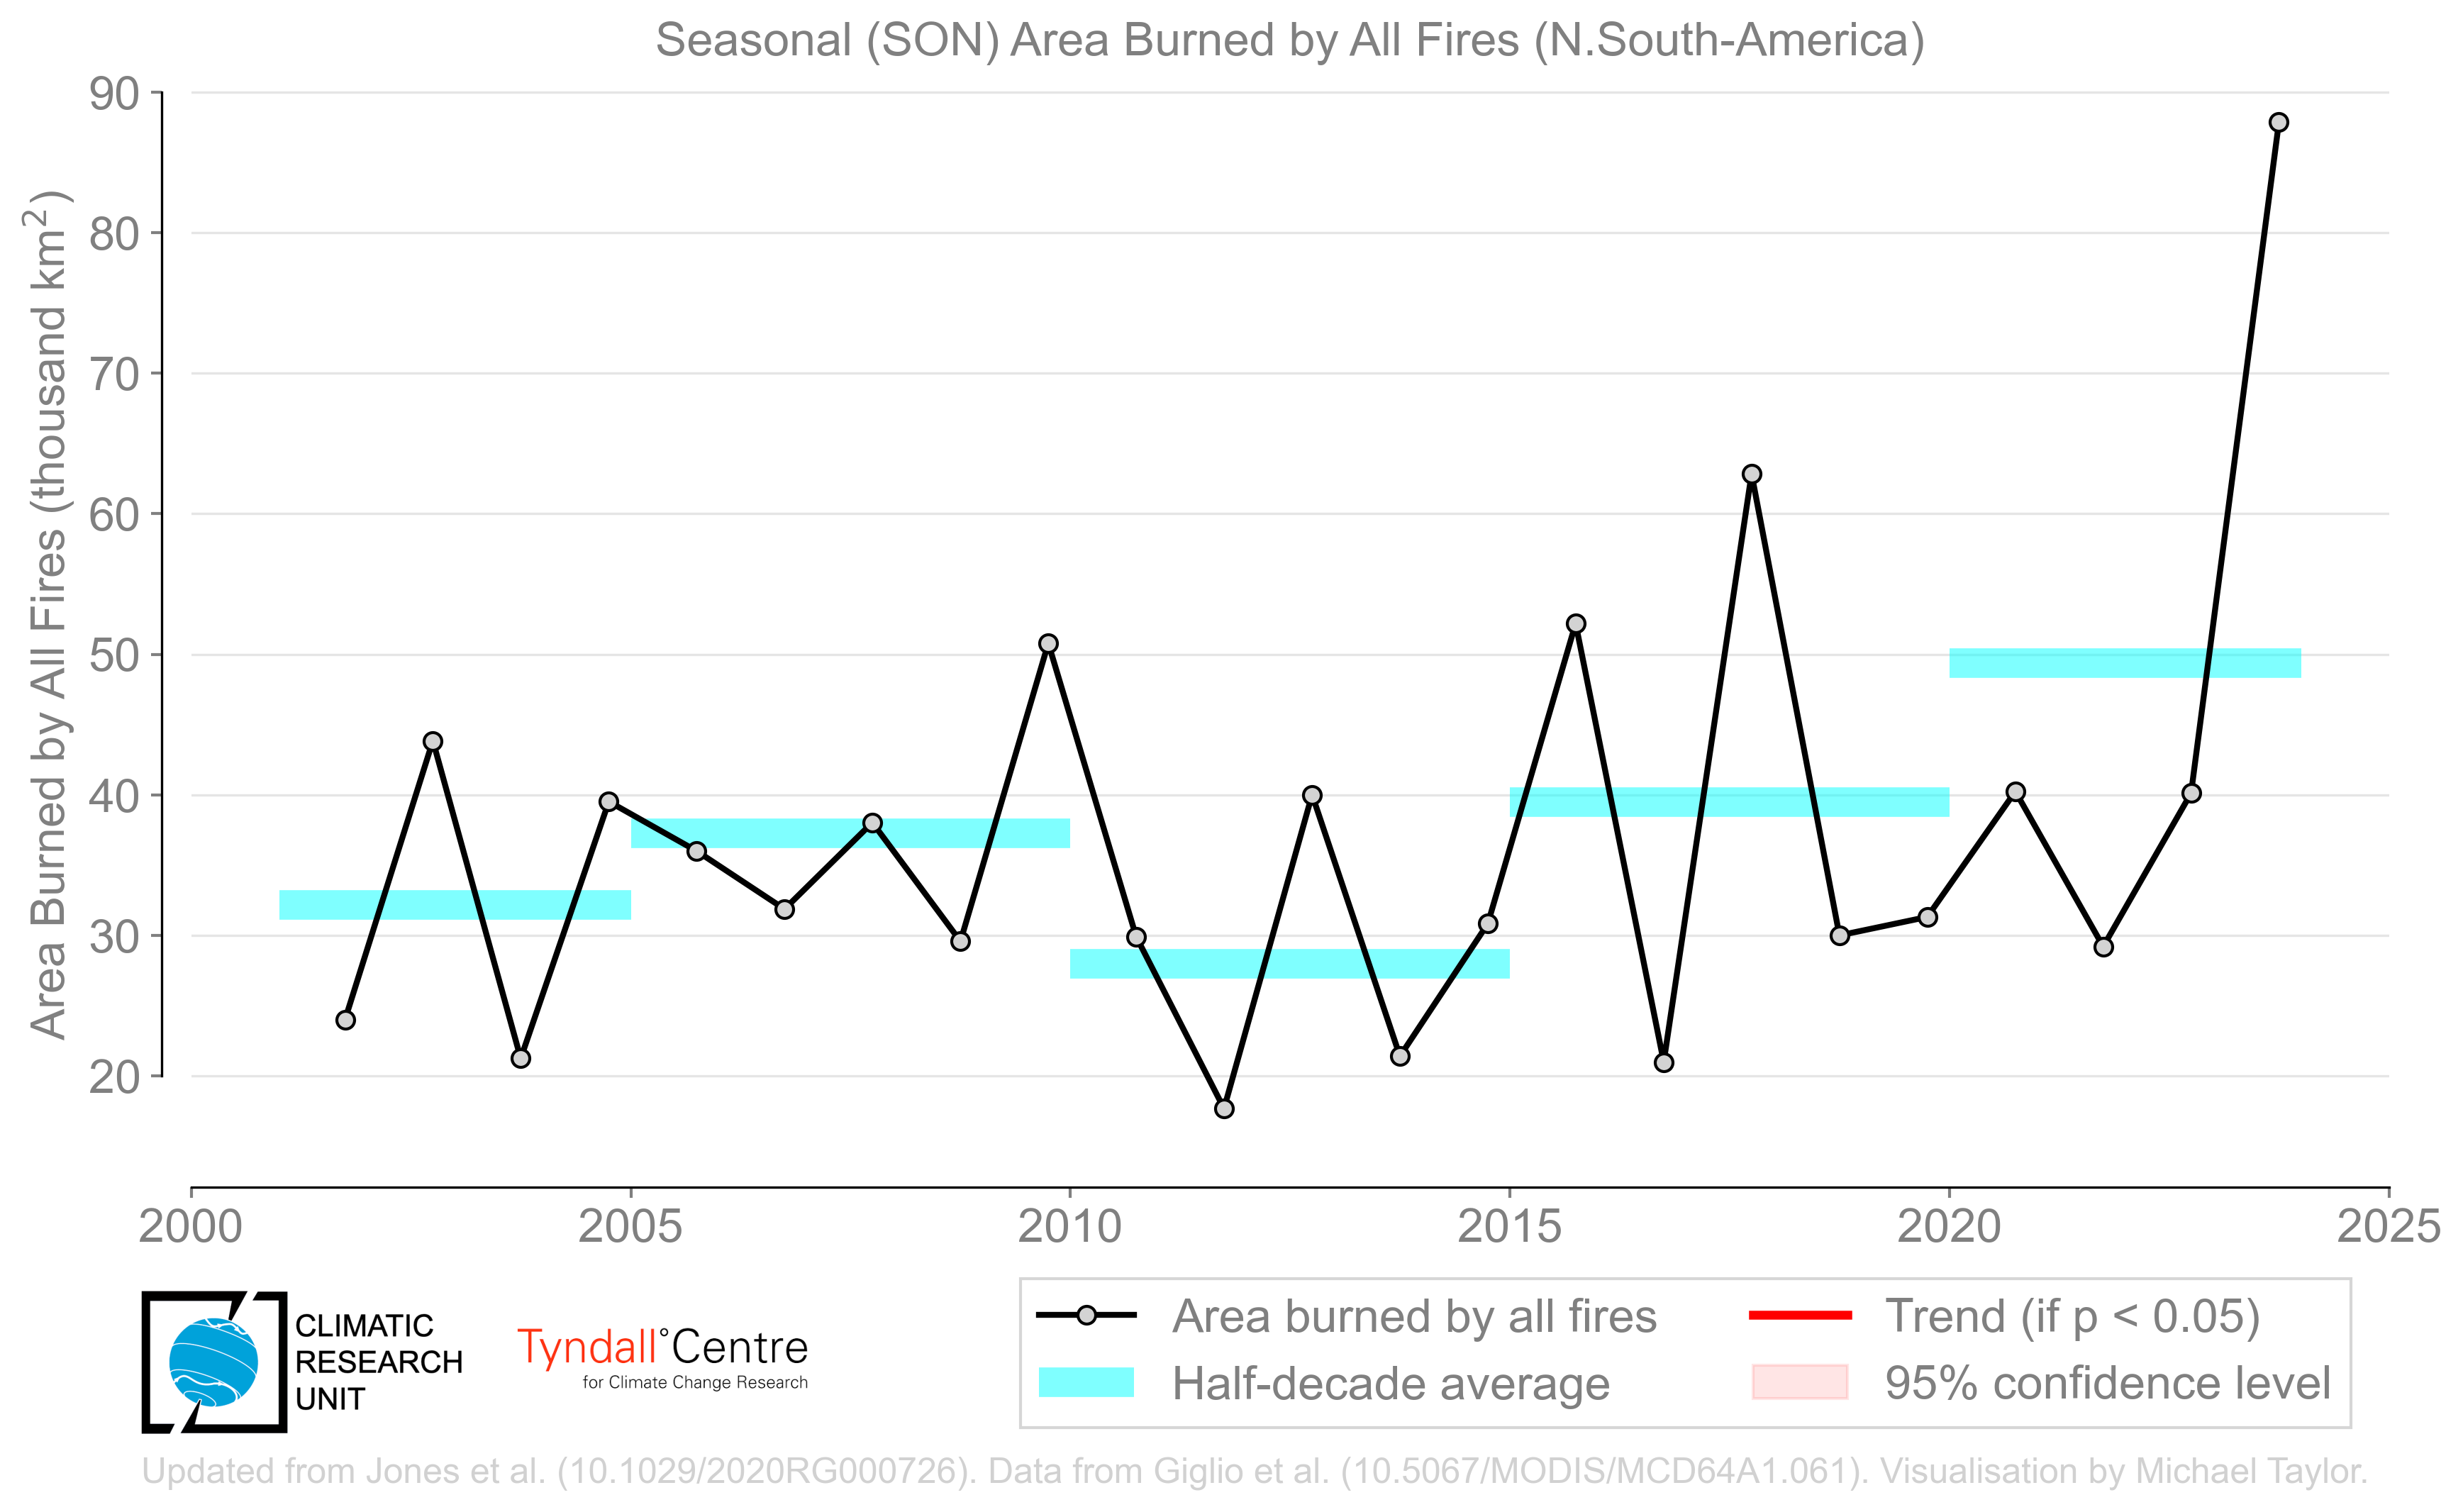 Seasonal (SON) Area Burned by All Fires (N.South-America)
Area Burned by All Fires (thousand km²)
90
80
70
60
50
40
30
20
2000 2005 2010 2015 2020 2025
CLIMATIC
RESEARCH
UNIT
Tyndall°Centre
for Climate Change Research
Area burned by all fires
Half-decade average
Trend (if p < 0.05)
95% confidence level
Updated from Jones et al. (10.1029/2020RG000726). Data from Giglio et al. (10.5067/MODIS/MCD64A1.061). Visualisation by Michael Taylor.